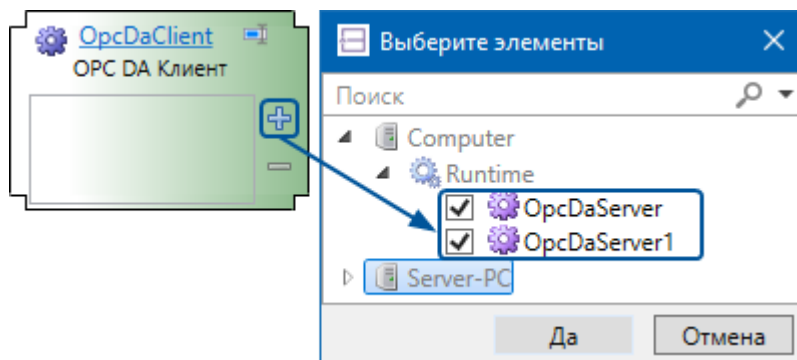 OpcDaClient
OPC DA Клиент
Выберите элементы
Поиск
Computer
Runtime
OpcDaServer
OpcDaServer1
Server-PC
Да
Отмена